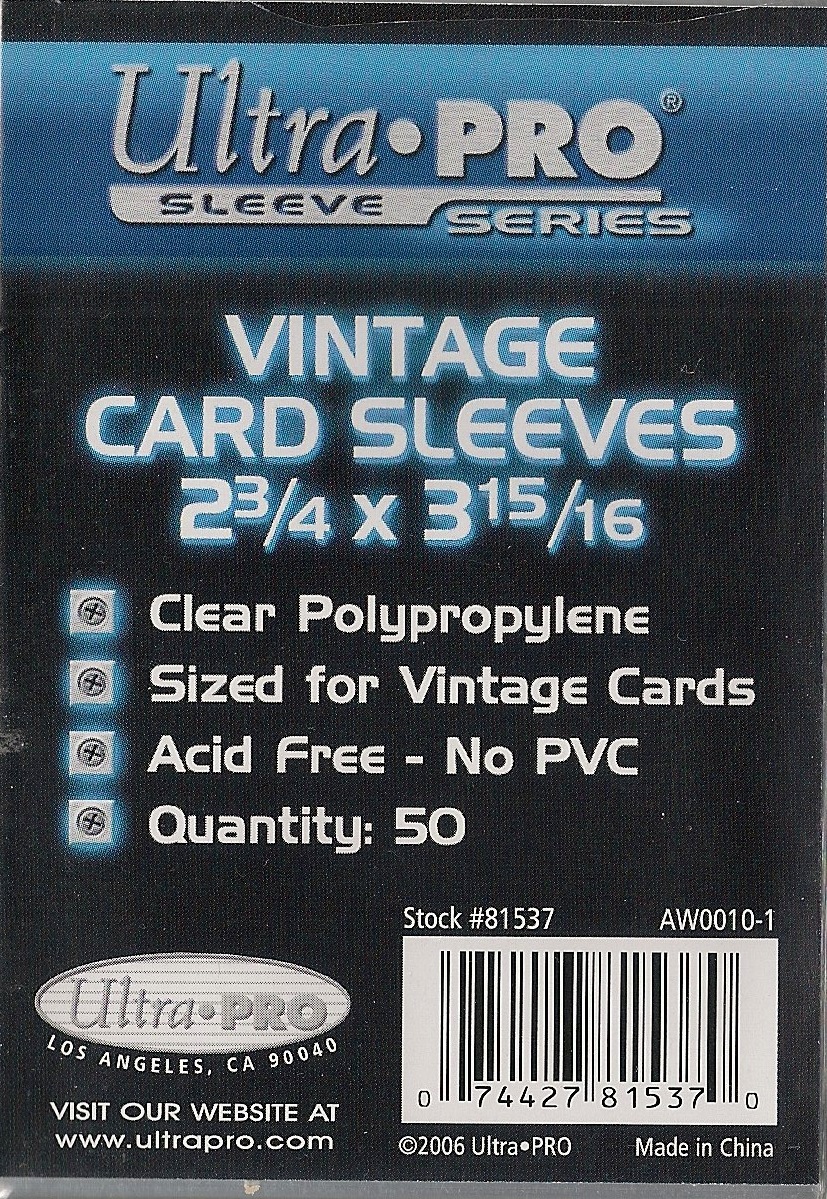 Ultra•PRO®
SLEEVE SERIES
VINTAGE
CARD SLEEVES
2 3/4 x 3 15/16
Clear Polypropylene
Sized for Vintage Cards
Acid Free - No PVC
Quantity: 50
Stock #81537 AW0010-1
0 74427 81537 0
Ultra•PRO
LOS ANGELES, CA 90040
VISIT OUR WEBSITE AT
www.ultrapro.com
©2006 Ultra•PRO Made in China